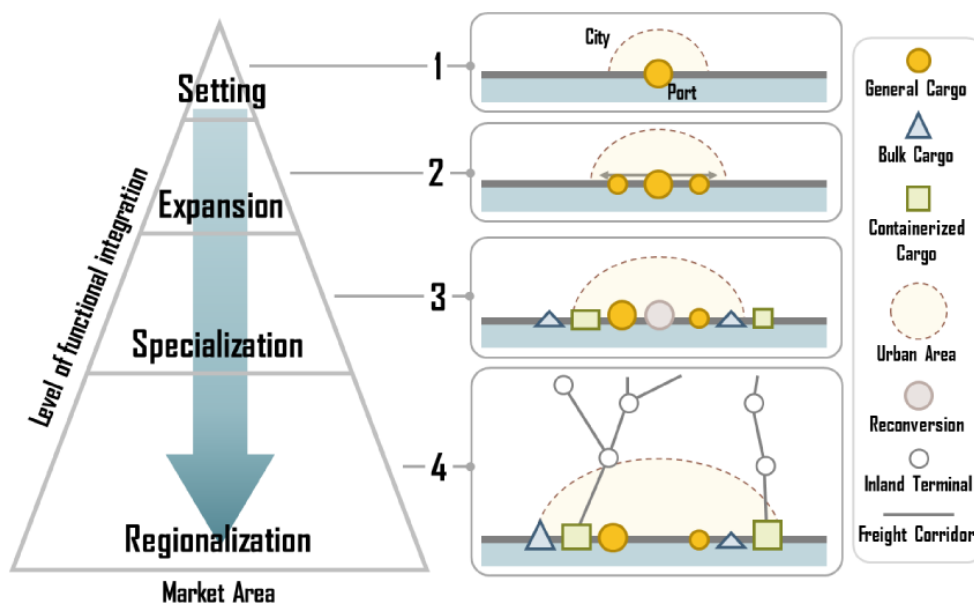 Level of functional integration
Setting
Expansion
Specialization
Regionalization
Market Area
1
2
3
4
City
Port
General Cargo
Bulk Cargo
Containerized
Cargo
Urban Area
Reconversion
Inland Terminal
Freight Corridor